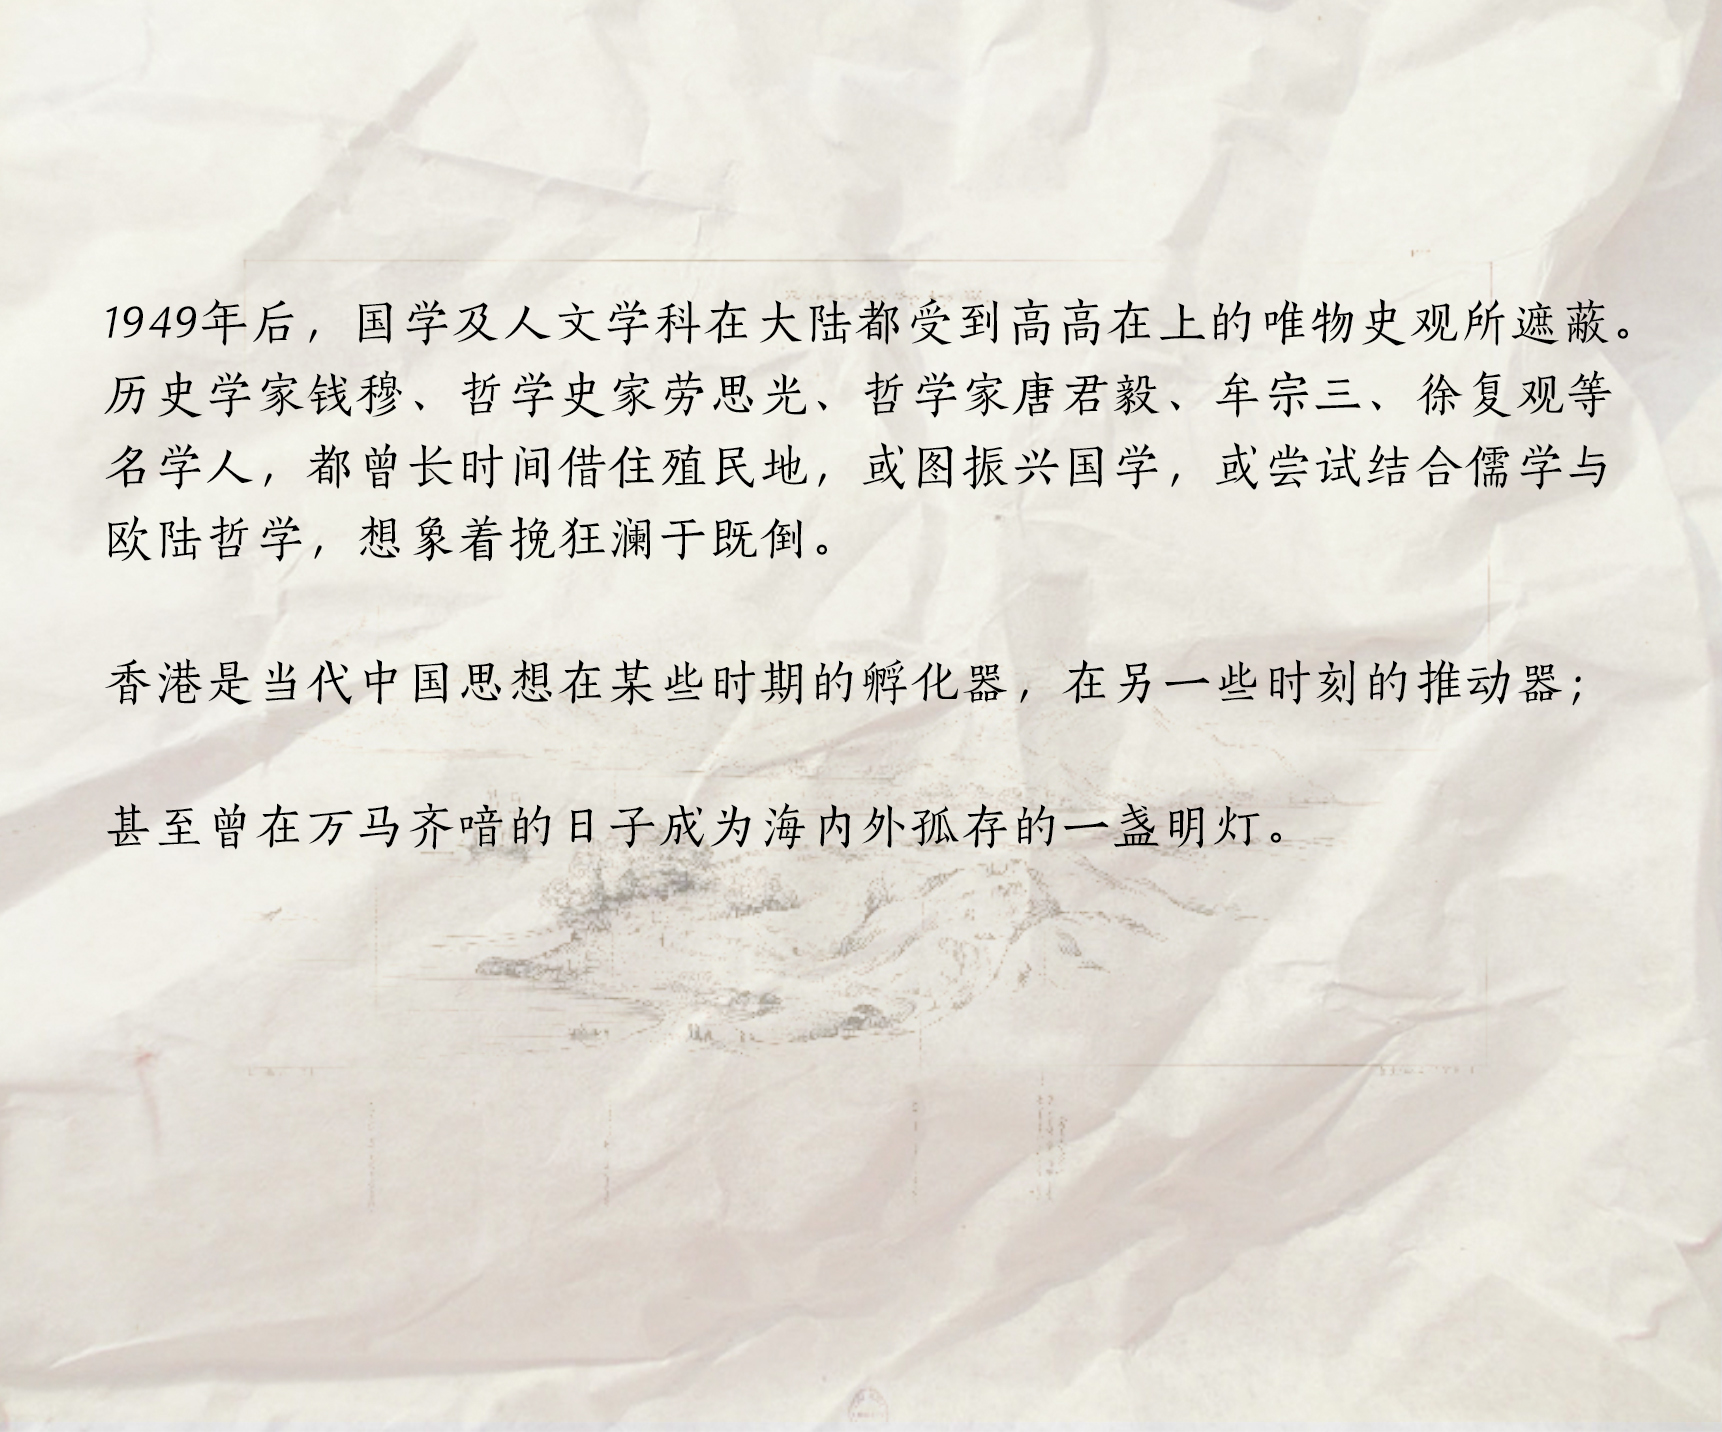 1949年后，国学及人文学科在大陆都受到高高在上的唯物史观所遮蔽。
历史学家钱穆、哲学史家劳思光、哲学家唐君毅、牟宗三、徐复观等
名学人，都曾长时间借住殖民地，或图振兴国学，或尝试结合儒学与
欧陆哲学，想象着挽狂澜于既倒。
香港是当代中国思想在某些时期的孵化器，在另一些时刻的推动器；
甚至曾在万马齐喑的日子成为海内外孤存的一盏明灯。